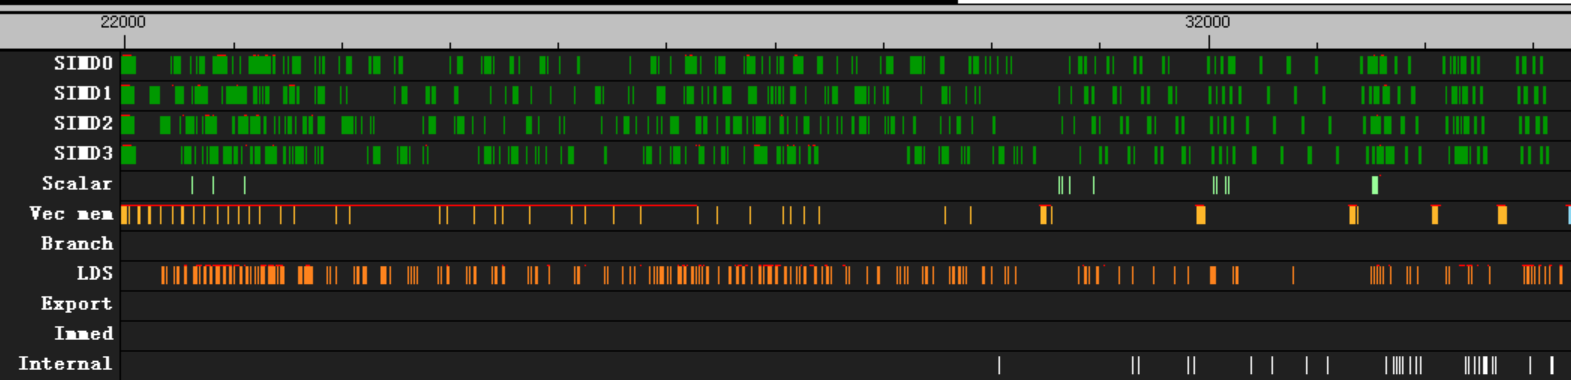 22000 32000
SIMD0
SIMD1
SIMD2
SIMD3
Scalar
Vec mem
Branch
LDS
Export
Immed
Internal